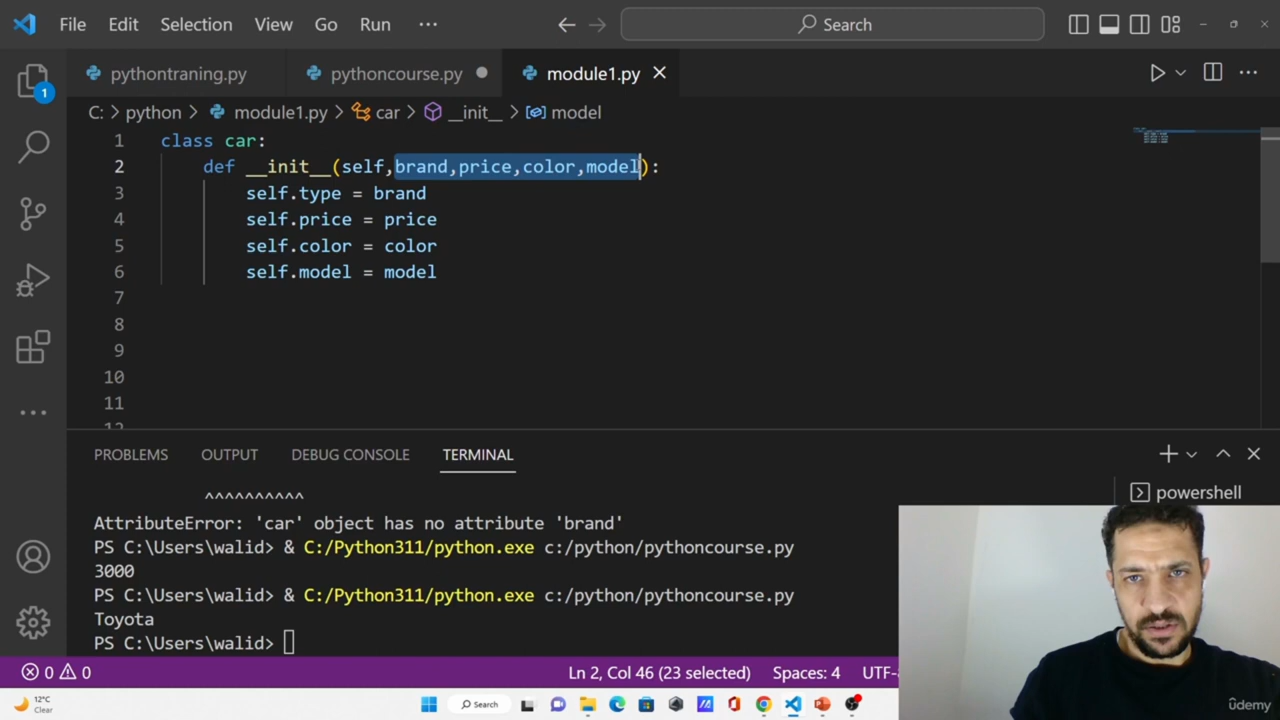 File Edit Selection View Go Run ··· Search
pythontraning.py pythoncourse.py module1.py
C: > python > module1.py > car > __init__ > model
1 class car:
2 def __init__(self,brand,price,color,model):
3 self.type = brand
4 self.price = price
5 self.color = color
6 self.model = model
7
8
9
10
11
12
PROBLEMS OUTPUT DEBUG CONSOLE TERMINAL
^^^^^^^^^^
powershell
AttributeError: 'car' object has no attribute 'brand'
PS C:\Users\walid> & C:/Python311/python.exe c:/python/pythoncourse.py
3000
PS C:\Users\walid> & C:/Python311/python.exe c:/python/pythoncourse.py
Toyota
PS C:\Users\walid>
0 0 Ln 2, Col 46 (23 selected) Spaces: 4 UTF-
12°C
Clear
Search
udemy
1